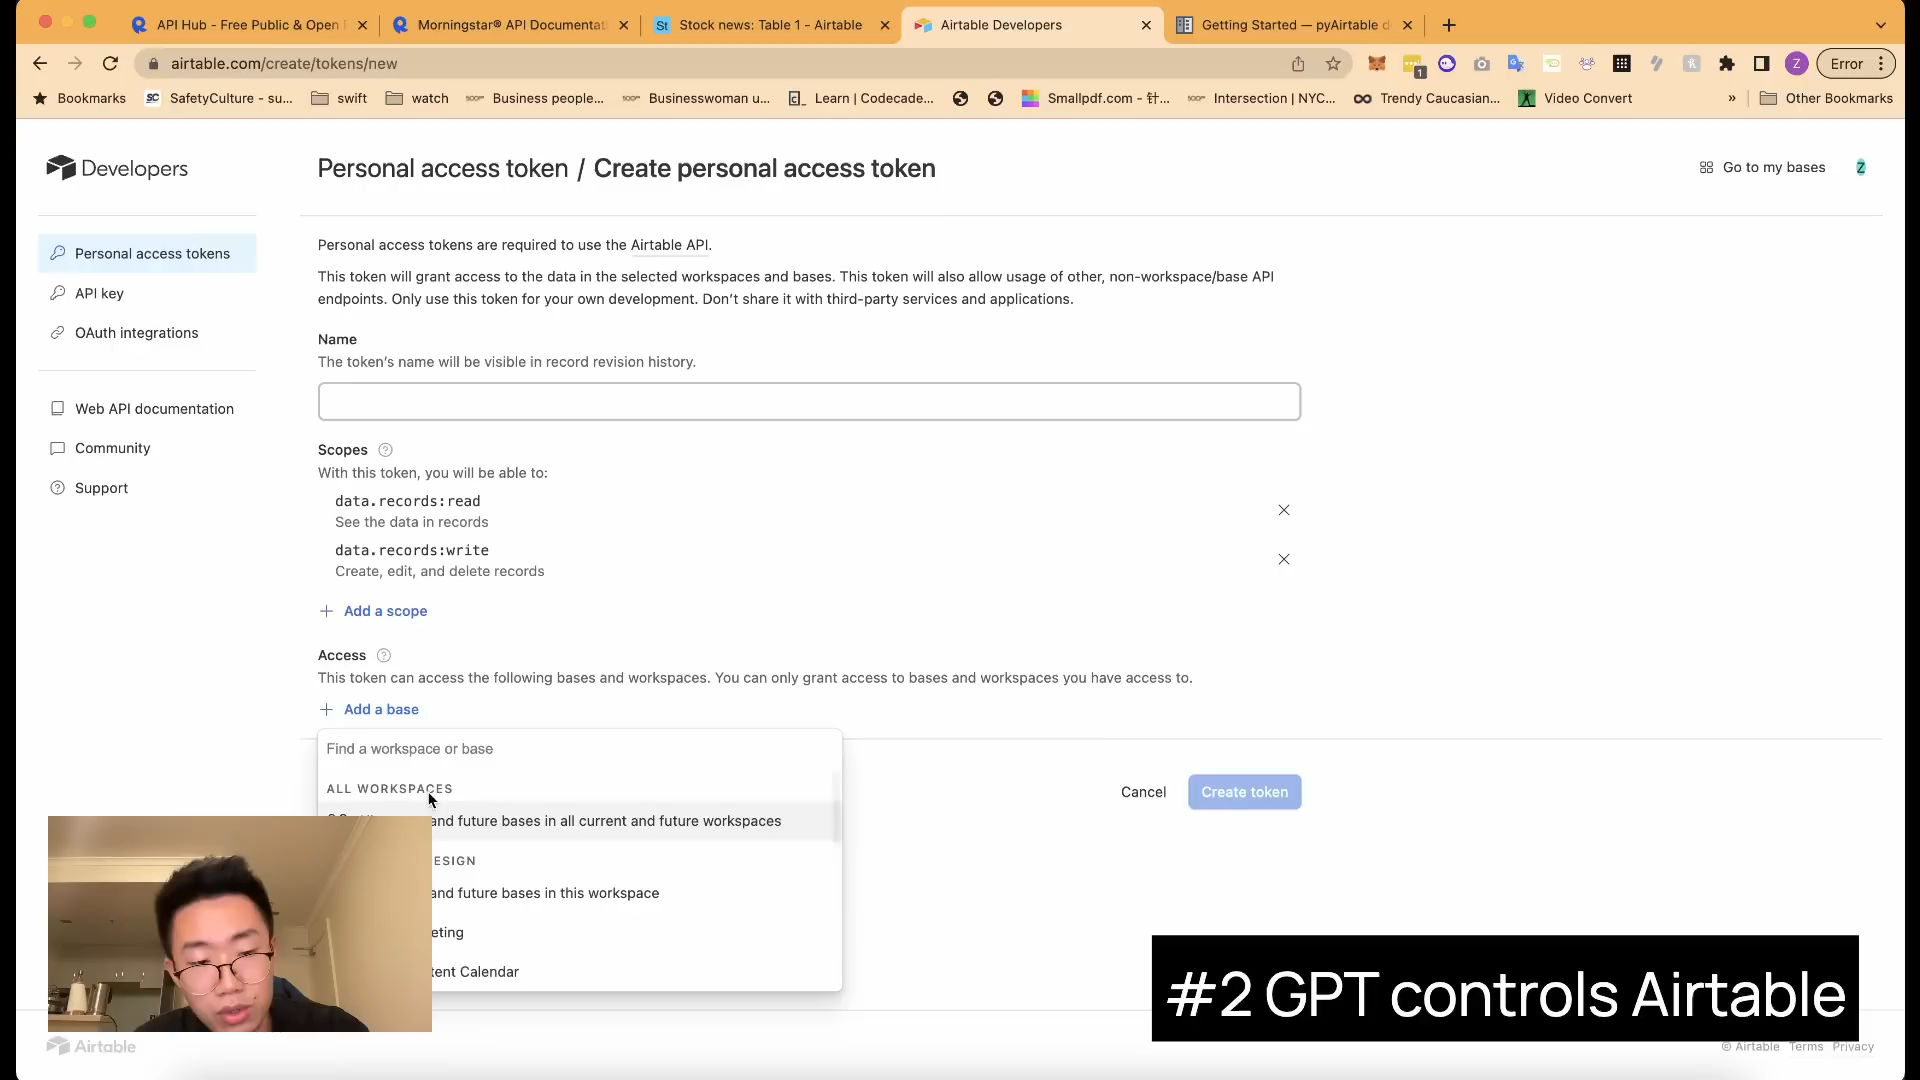 API Hub - Free Public & Open
Morningstar® API Documentat
St Stock news: Table 1 - Airtable
Airtable Developers
Getting Started — pyAirtable d
airtable.com/create/tokens/new
1
Z
Error
Bookmarks
SC SafetyCulture - su...
swift
watch
Business people...
Businesswoman u...
Learn | Codecade...
Smallpdf.com - 针...
Intersection | NYC...
Trendy Caucasian...
Video Convert
»
Other Bookmarks
Developers
Personal access token / Create personal access token
Go to my bases
Z
Personal access tokens
API key
OAuth integrations
Web API documentation
Community
Support
Personal access tokens are required to use the Airtable API.
This token will grant access to the data in the selected workspaces and bases. This token will also allow usage of other, non-workspace/base API
endpoints. Only use this token for your own development. Don't share it with third-party services and applications.
Name
The token's name will be visible in record revision history.
Scopes
With this token, you will be able to:
data.records:read
See the data in records
data.records:write
Create, edit, and delete records
Add a scope
Access
This token can access the following bases and workspaces. You can only grant access to bases and workspaces you have access to.
Add a base
Find a workspace or base
ALL WORKSPACES
and future bases in all current and future workspaces
ESIGN
and future bases in this workspace
eting
tent Calendar
Cancel
Create token
#2 GPT controls Airtable
Airtable
© Airtable Terms Privacy